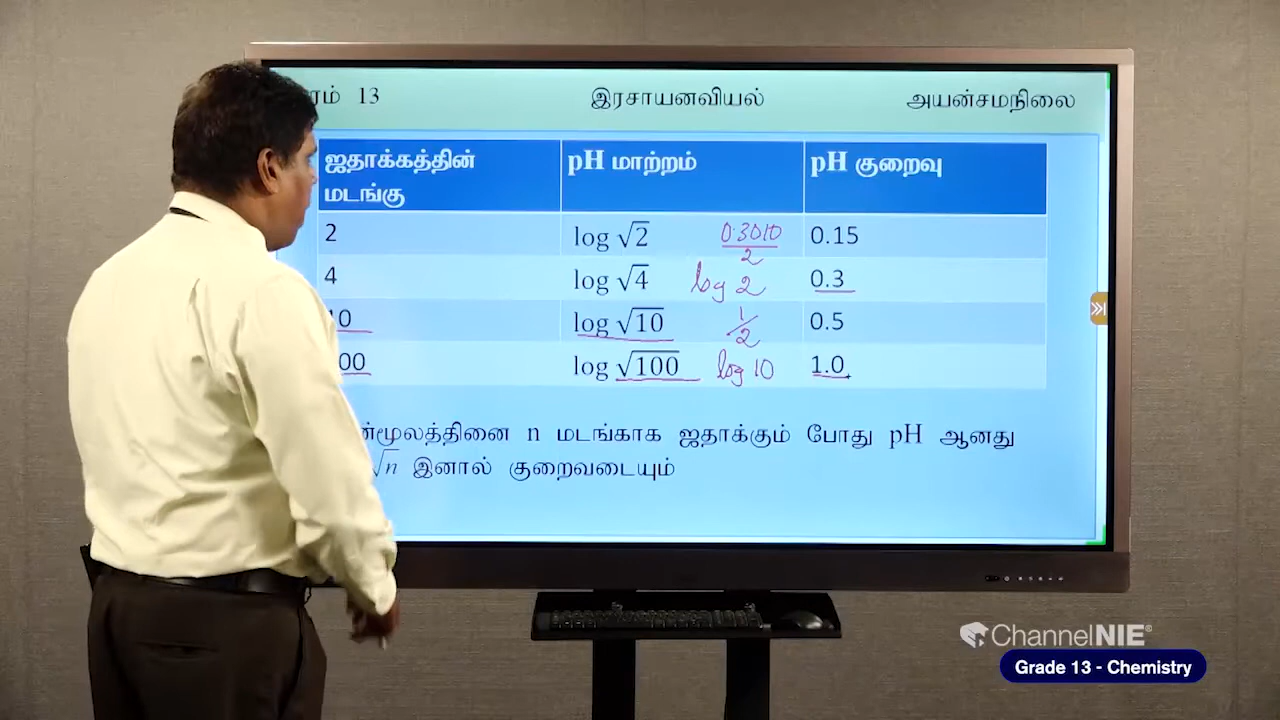 13 இரசாயனவியல் அயன்சமநிலை
ஐதாக்கத்தின் மடங்கு pH மாற்றம் pH குறைவு
2 log √2 0.3010/2 0.15
4 log √4 log 2 0.3
10 log √10 1/2 0.5
00 log √100 log 10 1.0
n மடங்காக ஐதாக்கும் போது pH ஆனது
√n இனால் குறைவடையும்
ChannelNIE®
Grade 13 - Chemistry